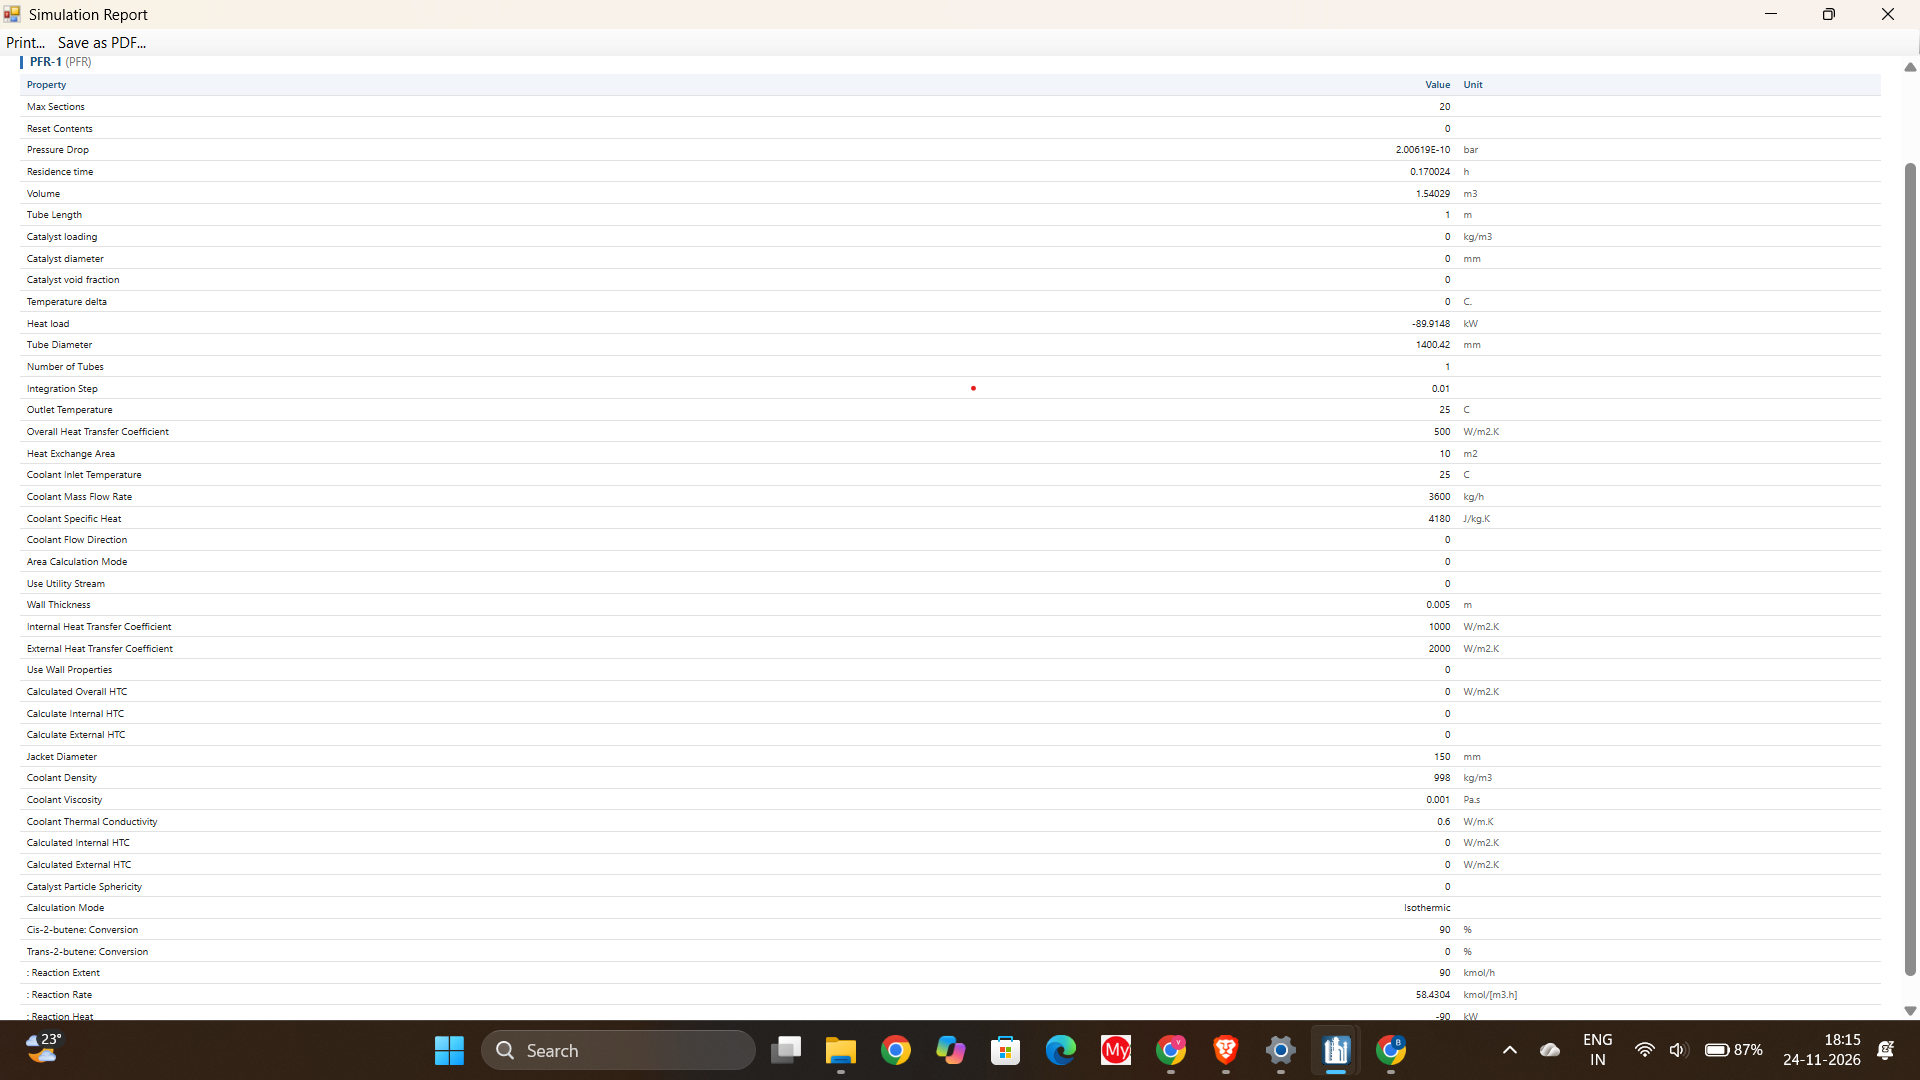 Simulation Report
Print... Save as PDF...
PFR-1 (PFR)
Property Value Unit
Max Sections 20
Reset Contents 0
Pressure Drop 2.00619E-10 bar
Residence time 0.170024 h
Volume 1.54029 m3
Tube Length 1 m
Catalyst loading 0 kg/m3
Catalyst diameter 0 mm
Catalyst void fraction 0
Temperature delta 0 C.
Heat load -89.9148 kW
Tube Diameter 1400.42 mm
Number of Tubes 1
Integration Step 0.01
Outlet Temperature 25 C
Overall Heat Transfer Coefficient 500 W/m2.K
Heat Exchange Area 10 m2
Coolant Inlet Temperature 25 C
Coolant Mass Flow Rate 3600 kg/h
Coolant Specific Heat 4180 J/kg.K
Coolant Flow Direction 0
Area Calculation Mode 0
Use Utility Stream 0
Wall Thickness 0.005 m
Internal Heat Transfer Coefficient 1000 W/m2.K
External Heat Transfer Coefficient 2000 W/m2.K
Use Wall Properties 0
Calculated Overall HTC 0 W/m2.K
Calculate Internal HTC 0
Calculate External HTC 0
Jacket Diameter 150 mm
Coolant Density 998 kg/m3
Coolant Viscosity 0.001 Pa.s
Coolant Thermal Conductivity 0.6 W/m.K
Calculated Internal HTC 0 W/m2.K
Calculated External HTC 0 W/m2.K
Catalyst Particle Sphericity 0
Calculation Mode Isothermic
Cis-2-butene: Conversion 90 %
Trans-2-butene: Conversion 0 %
: Reaction Extent 90 kmol/h
: Reaction Rate 58.4304 kmol/[m3.h]
: Reaction Heat -90 kW
23°
Search
My
V
B
ENG
IN
87%
18:15
24-11-2026